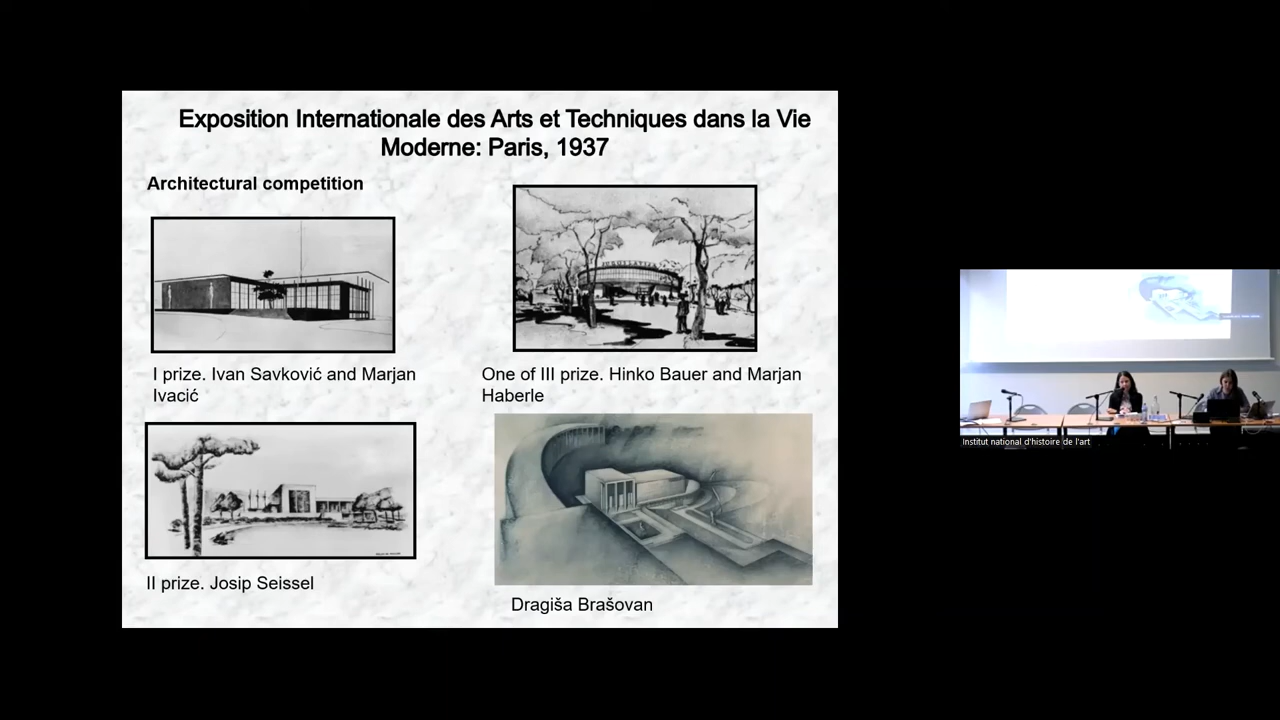 Exposition Internationale des Arts et Techniques dans la Vie
Moderne: Paris, 1937
Architectural competition
I prize. Ivan Savković and Marjan
Ivacić
One of III prize. Hinko Bauer and Marjan
Haberle
II prize. Josip Seissel
Dragiša Brašovan
Institut national d'histoire de l'art